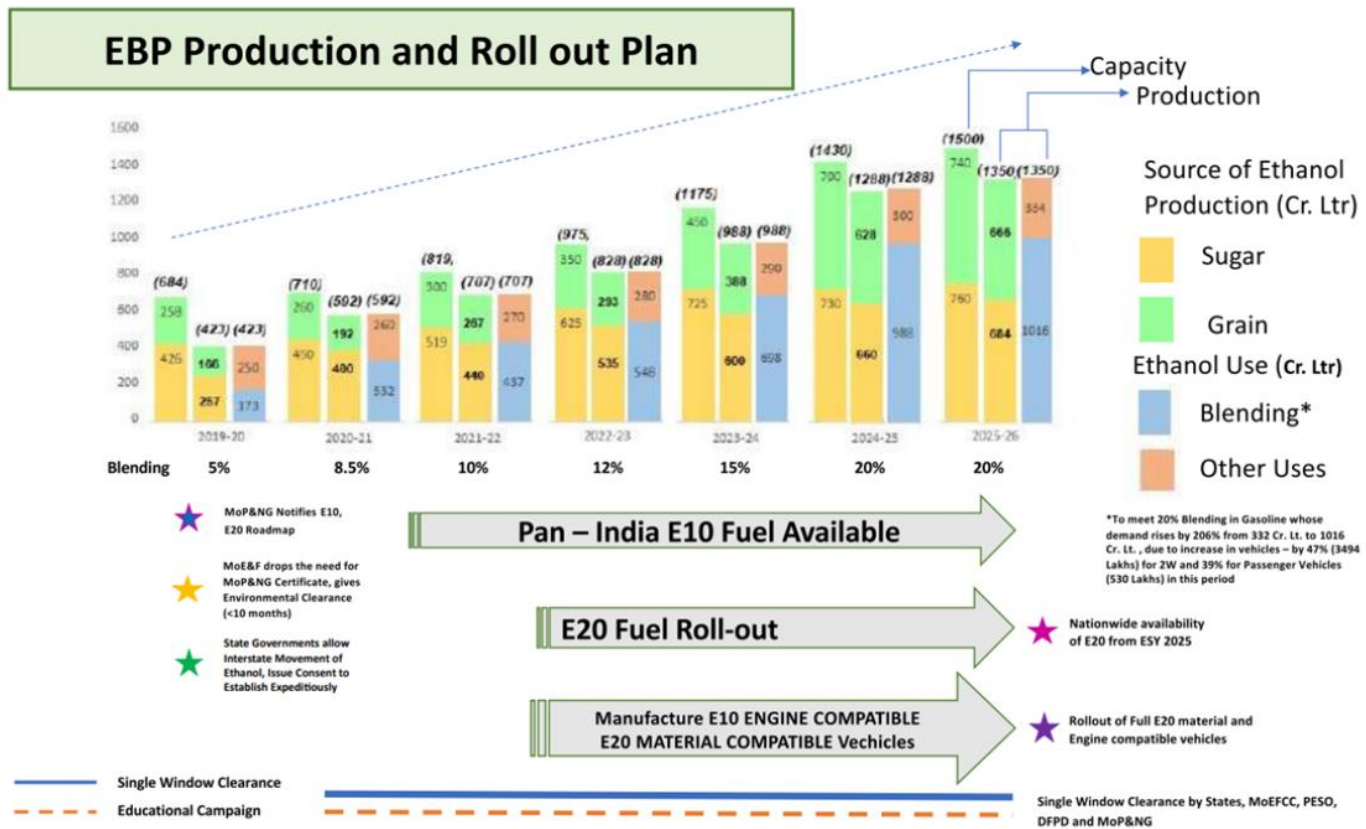 EBP Production and Roll out Plan
Capacity
Production
1600
1400
1200
1000
800
600
400
200
0
(684)
258
426
(423) (423)
166
257
250
173
(710)
260
450
(592) (592)
192
400
260
332
(819,
300
519
(707) (707)
267
440
270
437
(975,
350
625
(828) (828)
293
535
280
548
(1175)
450
725
(988) (988)
388
600
290
698
(1430)
700
730
(1288) (1288)
628
660
300
988
(1500)
740
760
(1350) (1350)
666
684
334
1016
2019-20
2020-21
2021-22
2022-23
2023-24
2024-25
2025-26
Blending 5% 8.5% 10% 12% 15% 20% 20%
Source of Ethanol
Production (Cr. Ltr)
Sugar
Grain
Ethanol Use (Cr. Ltr)
Blending*
Other Uses
*To meet 20% Blending in Gasoline whose
demand rises by 206% from 332 Cr. Lt. to 1016
Cr. Lt. , due to increase in vehicles – by 47% (3494
Lakhs) for 2W and 39% for Passenger Vehicles
(530 Lakhs) in this period
MoP&NG Notifies E10,
E20 Roadmap
MoE&F drops the need for
MoP&NG Certificate, gives
Environmental Clearance
(<10 months)
State Governments allow
Interstate Movement of
Ethanol, Issue Consent to
Establish Expeditiously
Pan – India E10 Fuel Available
E20 Fuel Roll-out
Nationwide availability
of E20 from ESY 2025
Manufacture E10 ENGINE COMPATIBLE
E20 MATERIAL COMPATIBLE Vechicles
Rollout of Full E20 material and
Engine compatible vehicles
Single Window Clearance
Educational Campaign
Single Window Clearance by States, MoEFCC, PESO,
DFPD and MoP&NG